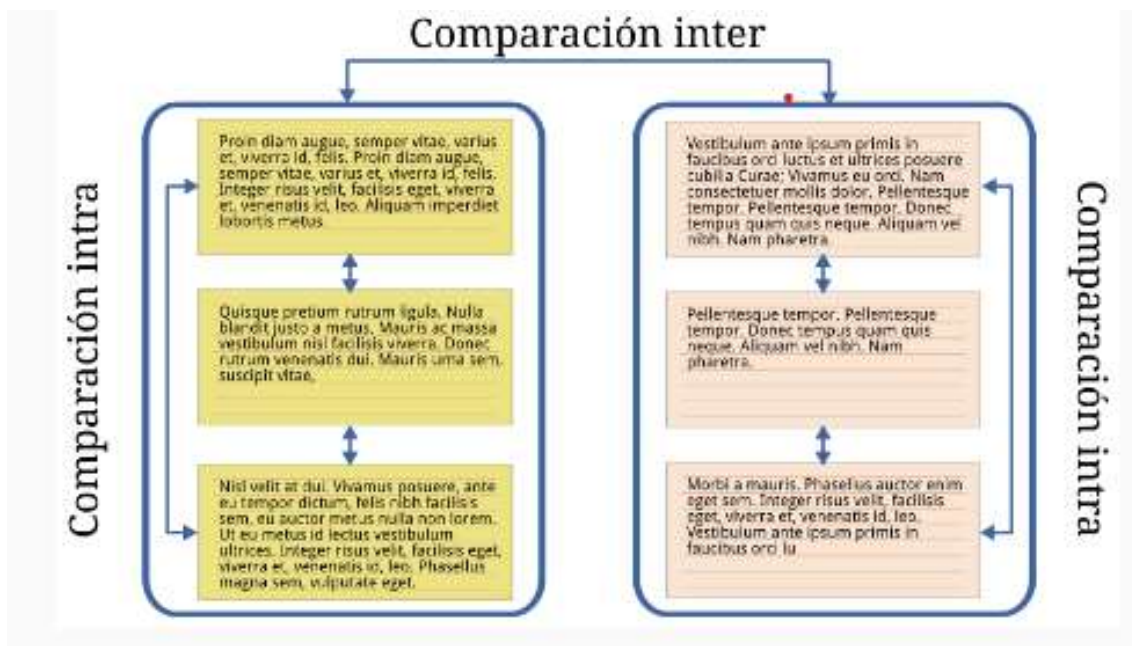 Comparación inter
Comparación intra
Proin diam augue, semper vitae, varius
et, viverra id, felis. Proin diam augue,
semper vitae, varius et, viverra id, felis.
Integer risus velit, facilisis eget, viverra
et, venenatis id, leo. Aliquam imperdiet
lobortis metus.
Quisque pretium rutrum ligula. Nulla
blandit justo a metus. Mauris ac massa
vestibulum nisl facilisis viverra. Donec
rutrum venenatis dui. Mauris urna sem,
suscipit vitae,
Nisl velit at dui. Vivamus posuere, ante
eu tempor dictum, felis nibh facilisis
sem, eu auctor metus nulla non lorem.
Ut eu metus id lectus vestibulum
ultrices. Integer risus velit, facilisis eget,
viverra et, venenatis id, leo. Phasellus
magna sem, vulputate eget.
Vestibulum ante ipsum primis in
faucibus orci luctus et ultrices posuere
cubilia Curae; Vivamus eu orci. Nam
consectetuer mollis dolor. Pellentesque
tempor. Pellentesque tempor. Donec
tempus quam quis neque. Aliquam vel
nibh. Nam pharetra.
Pellentesque tempor. Pellentesque
tempor. Donec tempus quam quis
neque. Aliquam vel nibh. Nam
pharetra.
Morbi a mauris. Phasellus auctor enim
eget sem. Integer risus velit, facilisis
eget, viverra et, venenatis id, leo.
Vestibulum ante ipsum primis in
faucibus orci lu
Comparación intra